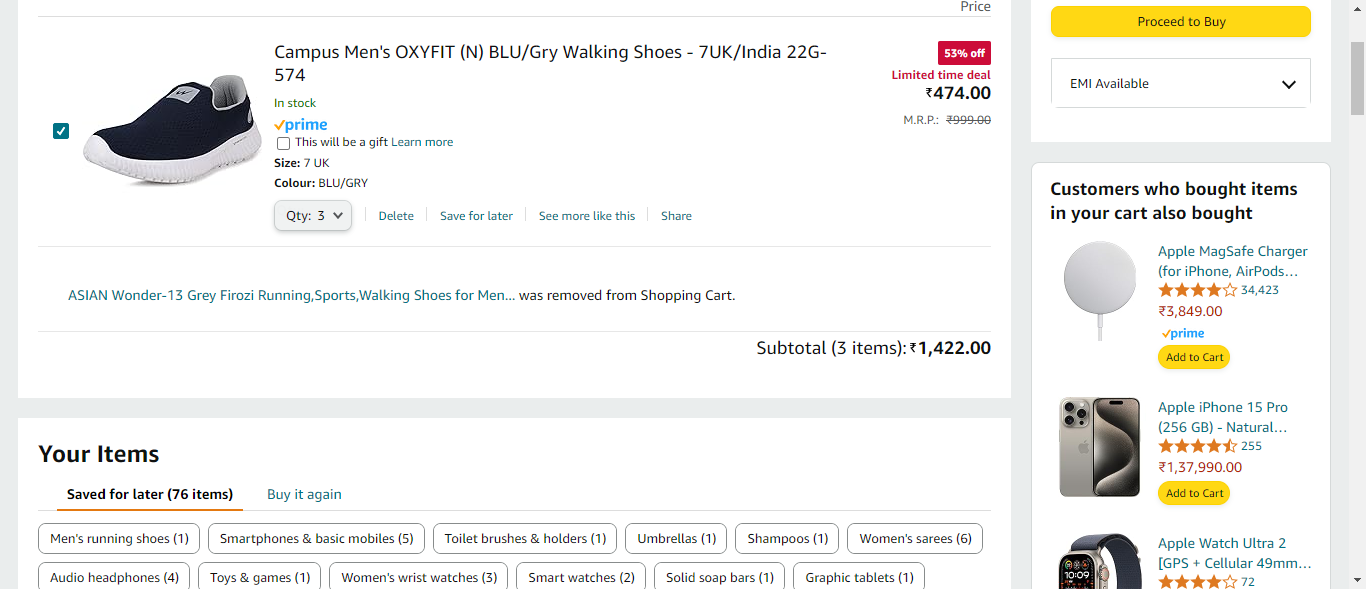 Price
Campus Men's OXYFIT (N) BLU/Gry Walking Shoes - 7UK/India 22G-
574
In stock
prime
This will be a gift Learn more
Size: 7 UK
Colour: BLU/GRY
Qty: 3
Delete
Save for later
See more like this
Share
53% off
Limited time deal
₹474.00
M.R.P.: ₹999.00
ASIAN Wonder-13 Grey Firozi Running,Sports,Walking Shoes for Men... was removed from Shopping Cart.
Subtotal (3 items): ₹1,422.00
Your Items
Saved for later (76 items)
Buy it again
Men's running shoes (1)
Smartphones & basic mobiles (5)
Toilet brushes & holders (1)
Umbrellas (1)
Shampoos (1)
Women's sarees (6)
Audio headphones (4)
Toys & games (1)
Women's wrist watches (3)
Smart watches (2)
Solid soap bars (1)
Graphic tablets (1)
Proceed to Buy
EMI Available
Customers who bought items
in your cart also bought
Apple MagSafe Charger
(for iPhone, AirPods…
34,423
₹3,849.00
prime
Add to Cart
Apple iPhone 15 Pro
(256 GB) - Natural…
255
₹1,37,990.00
Add to Cart
Apple Watch Ultra 2
[GPS + Cellular 49mm…
72
10:09